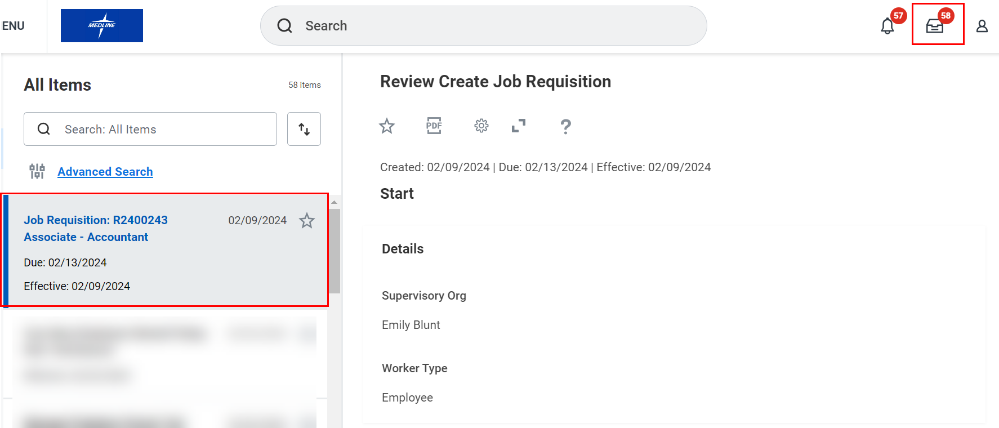 ENU
MEDLINE
Search
57
58
All Items
58 items
Search: All Items
Advanced Search
Job Requisition: R2400243
Associate - Accountant
02/09/2024
Due: 02/13/2024
Effective: 02/09/2024
Review Create Job Requisition
PDF
?
Created: 02/09/2024 | Due: 02/13/2024 | Effective: 02/09/2024
Start
Details
Supervisory Org
Emily Blunt
Worker Type
Employee